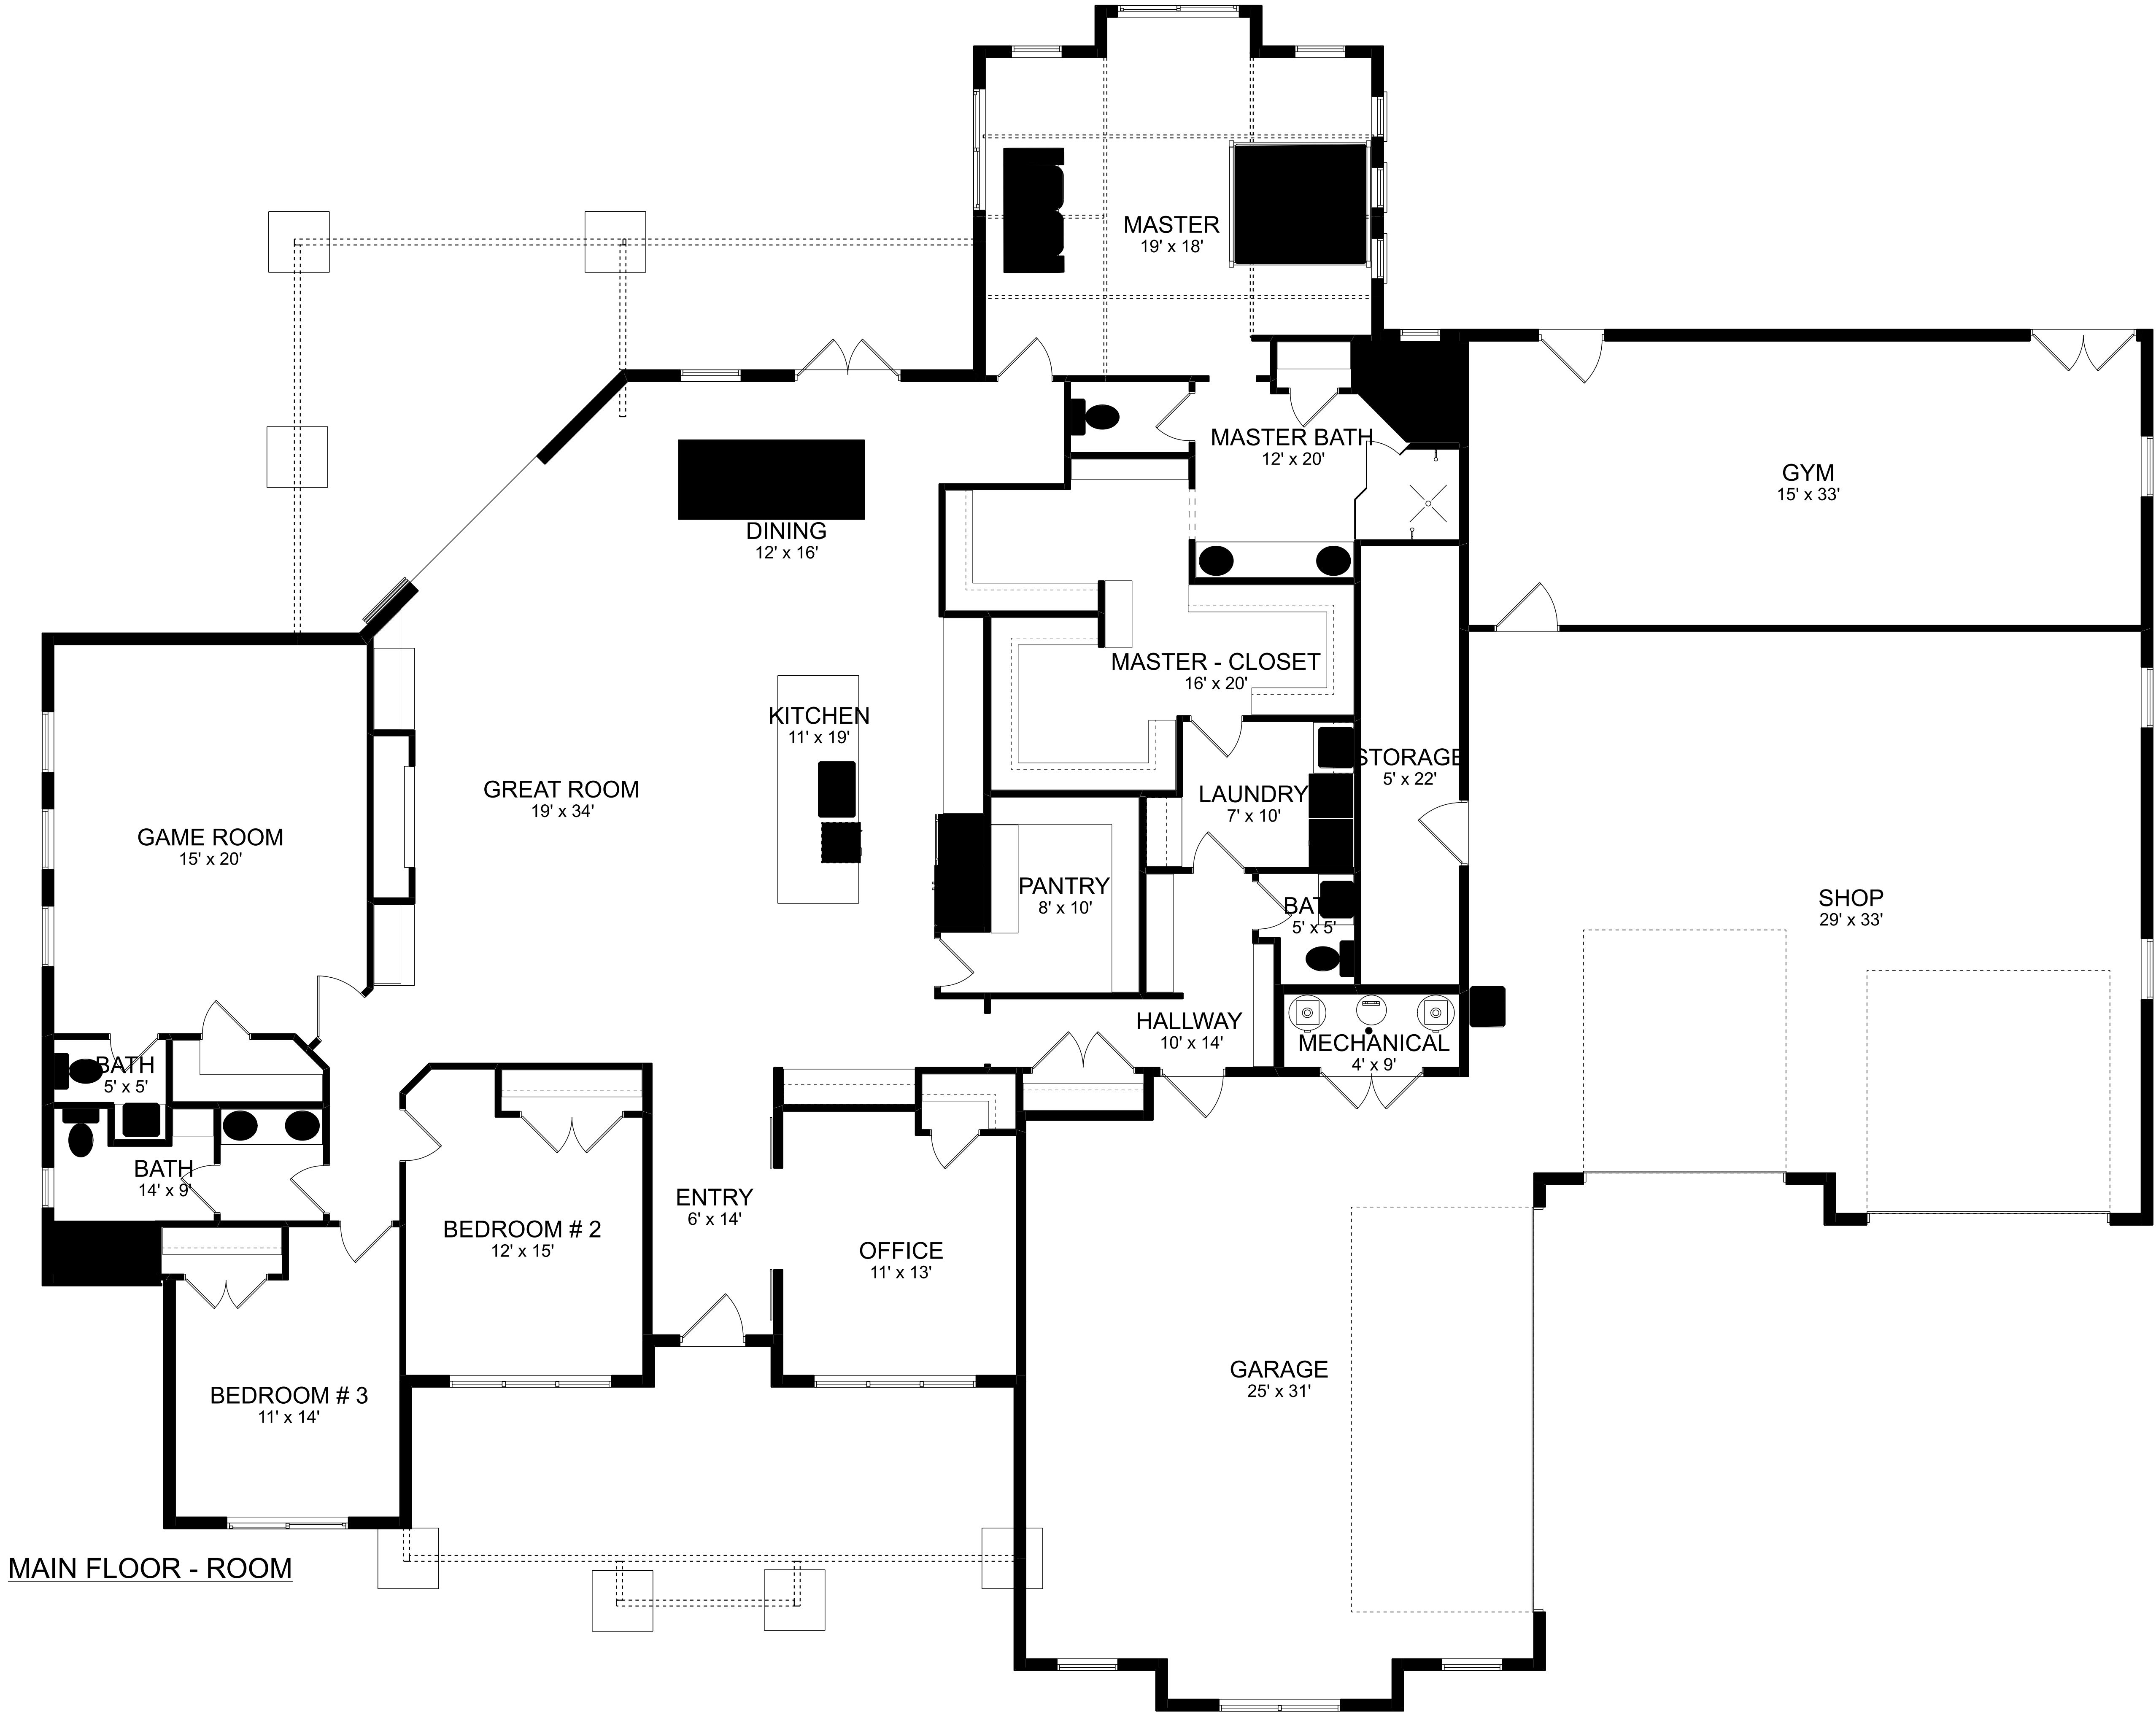 MASTER
19' x 18'
MASTER BATH
12' x 20'
GYM
15' x 33'
DINING
12' x 16'
MASTER - CLOSET
16' x 20'
KITCHEN
11' x 19'
STORAGE
5' x 22'
GREAT ROOM
19' x 34'
LAUNDRY
7' x 10'
GAME ROOM
15' x 20'
PANTRY
8' x 10'
BATH
5' x 5'
SHOP
29' x 33'
HALLWAY
10' x 14'
MECHANICAL
4' x 9'
BATH
5' x 5'
BATH
14' x 9'
ENTRY
6' x 14'
BEDROOM # 2
12' x 15'
OFFICE
11' x 13'
GARAGE
25' x 31'
BEDROOM # 3
11' x 14'
MAIN FLOOR - ROOM